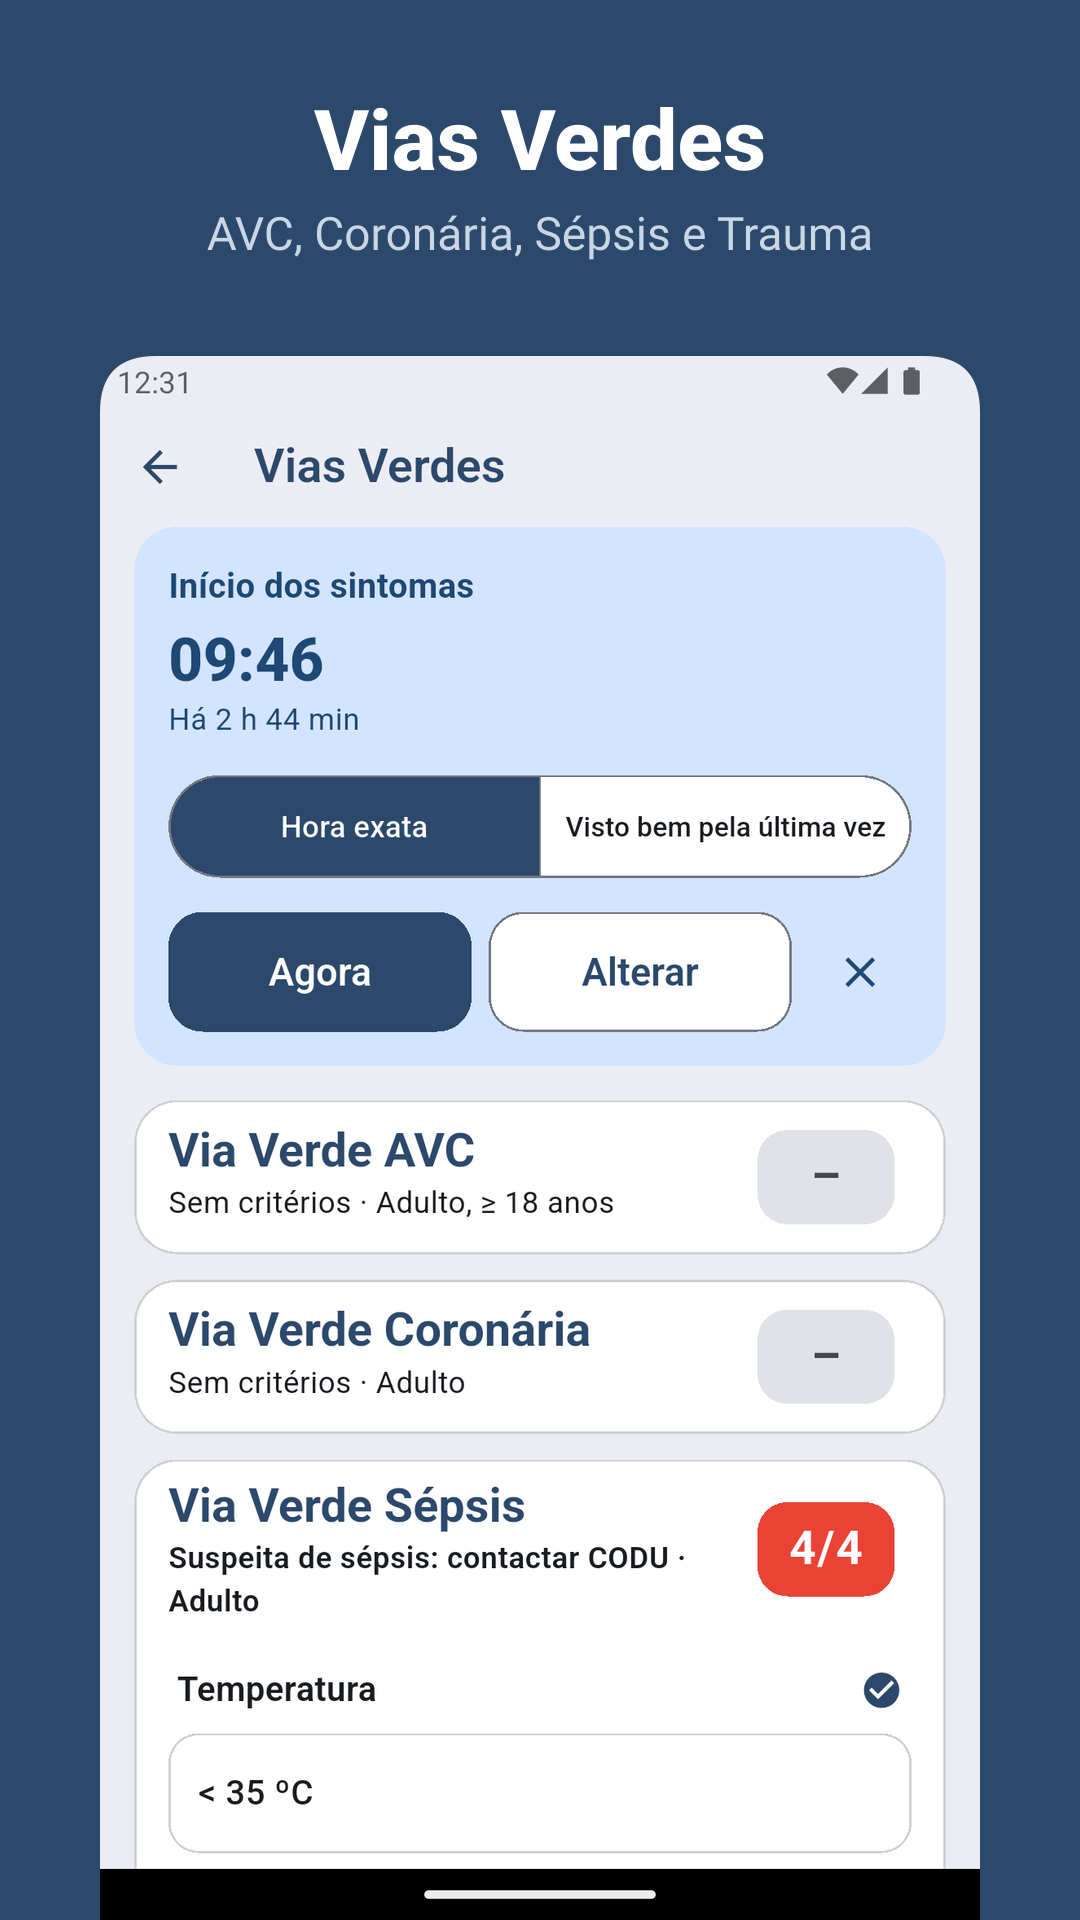 Vias Verdes
AVC, Coronária, Sépsis e Trauma
12:31
Vias Verdes
Início dos sintomas
09:46
Há 2 h 44 min
Hora exata
Visto bem pela última vez
Agora
Alterar
Via Verde AVC
Sem critérios · Adulto, ≥ 18 anos
–
Via Verde Coronária
Sem critérios · Adulto
–
Via Verde Sépsis
Suspeita de sépsis: contactar CODU ·
Adulto
4/4
Temperatura
< 35 ºC